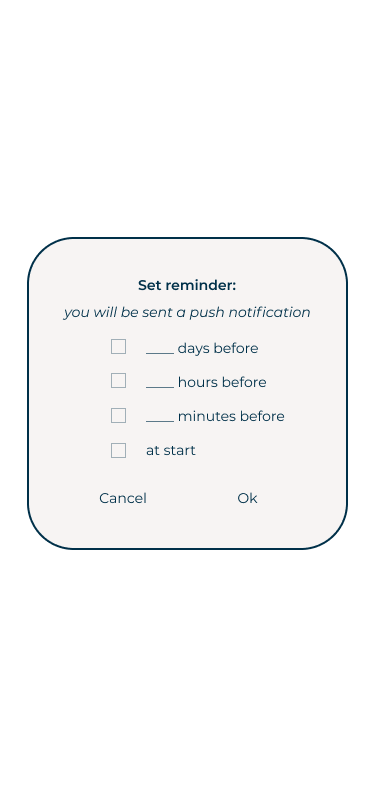 Set reminder:
you will be sent a push notification
____ days before
____ hours before
____ minutes before
at start
Cancel Ok